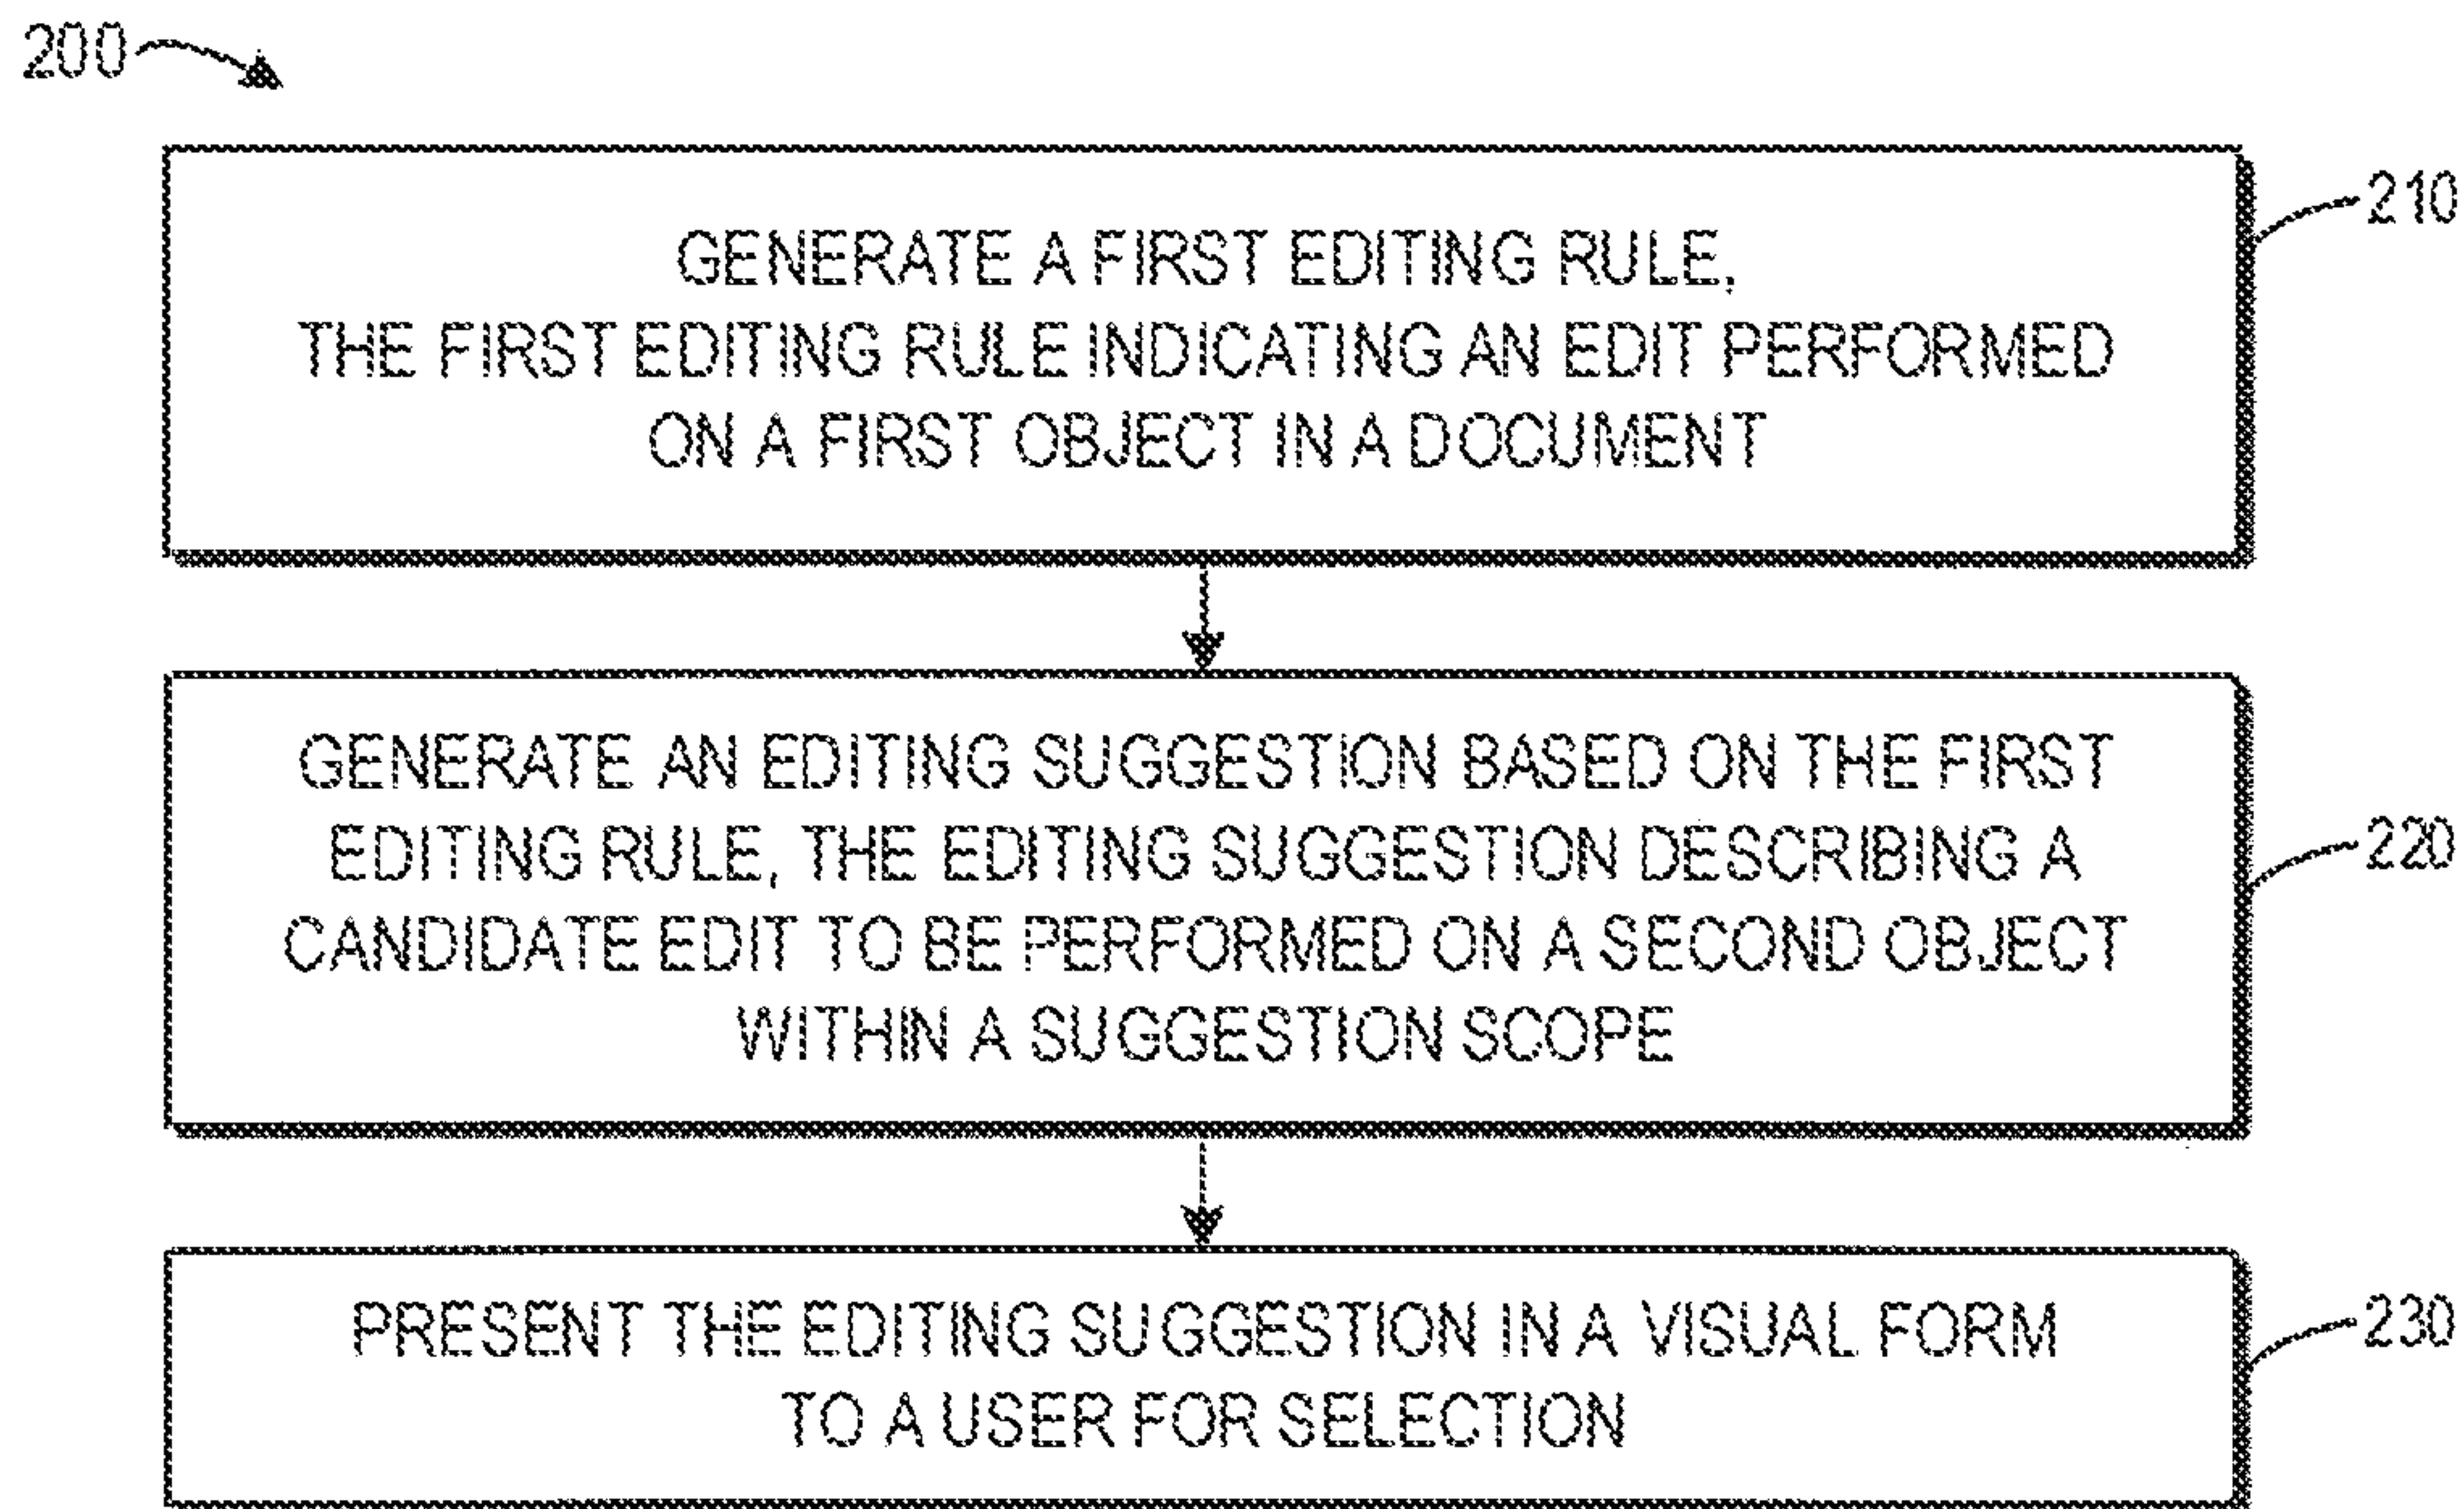 200
210
GENERATE A FIRST EDITING RULE,
THE FIRST EDITING RULE INDICATING AN EDIT PERFORMED
ON A FIRST OBJECT IN A DOCUMENT
GENERATE AN EDITING SUGGESTION BASED ON THE FIRST
EDITING RULE, THE EDITING SUGGESTION DESCRIBING A
220
CANDIDATE EDIT TO BE PERFORMED ON A SECOND OBJECT
WITHIN A SUGGESTION SCOPE
PRESENT THE EDITING SUGGESTION IN A VISUAL FORM
230
TO A USER FOR SELECTION